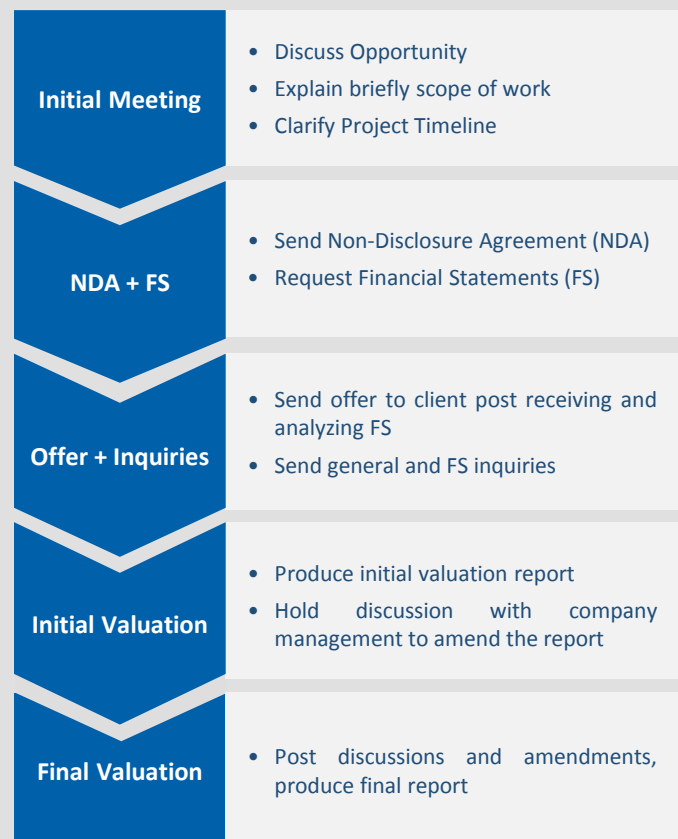 Initial Meeting
• Discuss Opportunity
• Explain briefly scope of work
• Clarify Project Timeline
NDA + FS
• Send Non-Disclosure Agreement (NDA)
• Request Financial Statements (FS)
Offer + Inquiries
• Send offer to client post receiving and
analyzing FS
• Send general and FS inquiries
Initial Valuation
• Produce initial valuation report
• Hold discussion with company
management to amend the report
Final Valuation
• Post discussions and amendments,
produce final report